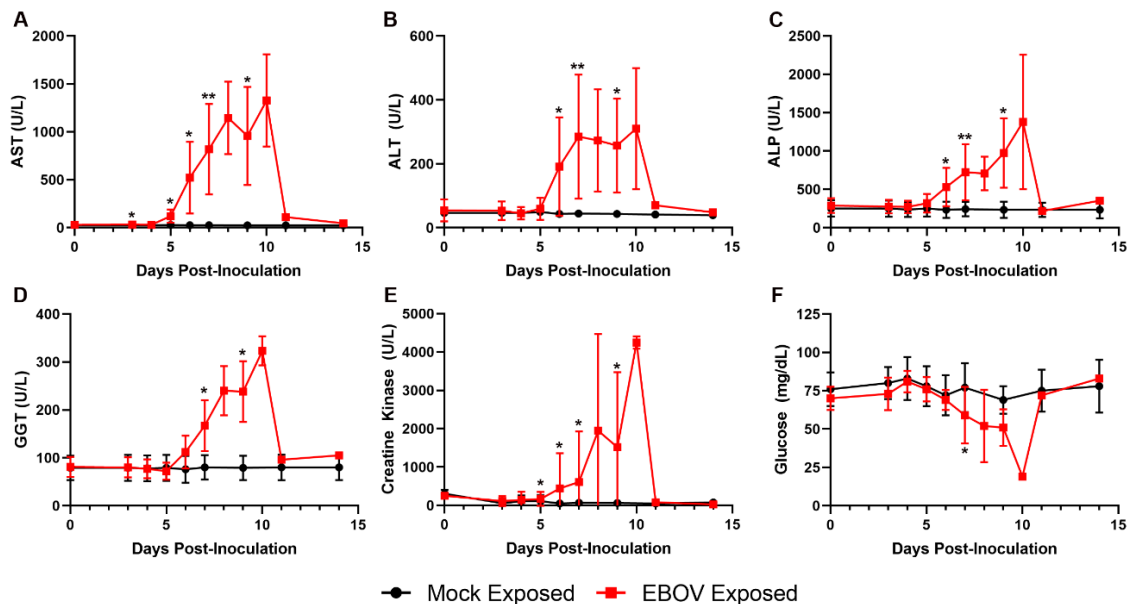 A
AST (U/L)
2000
1500
1000
500
0
* * * ** *
0 5 10 15
Days Post-Inoculation
B
ALT (U/L)
600
400
200
0
* ** *
0 5 10 15
Days Post-Inoculation
C
ALP (U/L)
2500
2000
1500
1000
500
0
* ** *
0 5 10 15
Days Post-Inoculation
D
GGT (U/L)
400
300
200
100
0
* *
0 5 10 15
Days Post-Inoculation
E
Creatine Kinase (U/L)
5000
4000
3000
2000
1000
0
* * * *
0 5 10 15
Days Post-Inoculation
F
Glucose (mg/dL)
125
100
75
50
25
0
*
0 5 10 15
Days Post-Inoculation
Mock Exposed EBOV Exposed